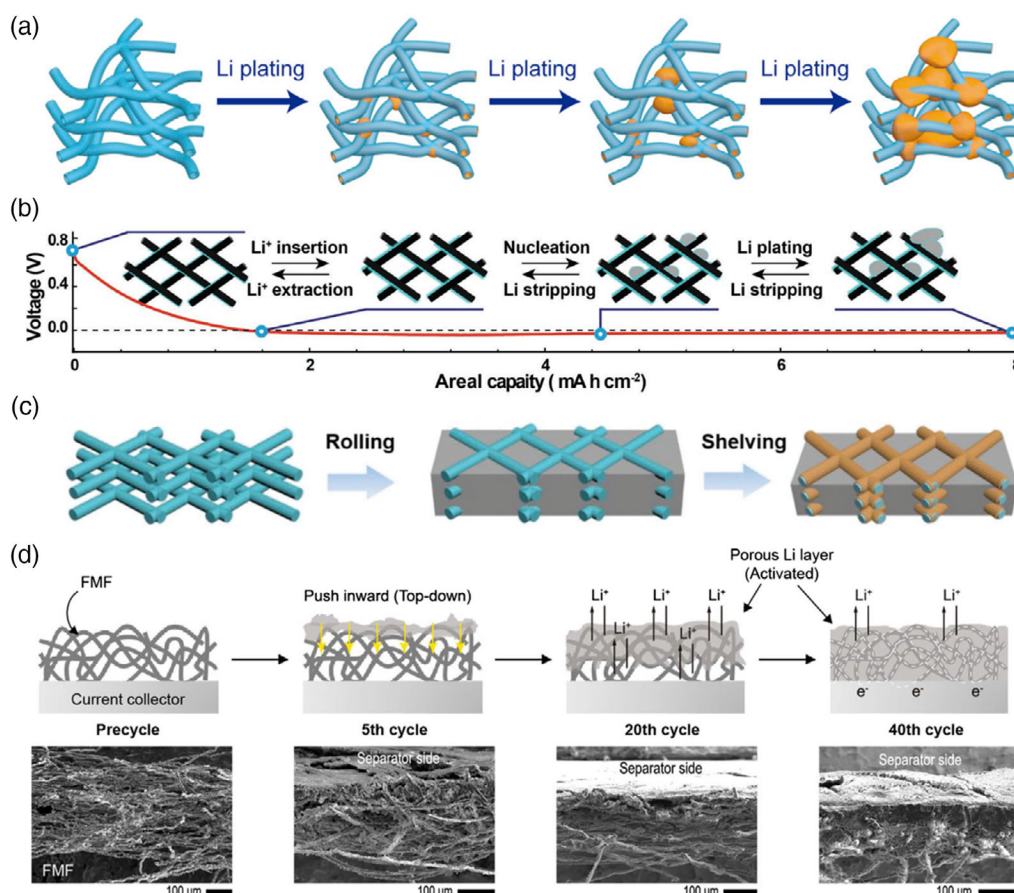 (a)
Li plating
Li plating
Li plating
(b)
Voltage (V)
0.8
0.4
0.0
Li⁺ insertion
Li⁺ extraction
Nucleation
Li stripping
Li plating
Li stripping
0
2
4
6
8
Areal capaity ( mA h cm⁻²)
(c)
Rolling
Shelving
(d)
FMF
Push inward (Top-down)
Porous Li layer
(Activated)
Li⁺ Li⁺ Li⁺
Li⁺ Li⁺
Li⁺ Li⁺
Current collector
e⁻ e⁻ e⁻
Precycle
5th cycle
20th cycle
40th cycle
Separator side
Separator side
Separator side
FMF
100 μm
100 μm
100 μm
100 μm